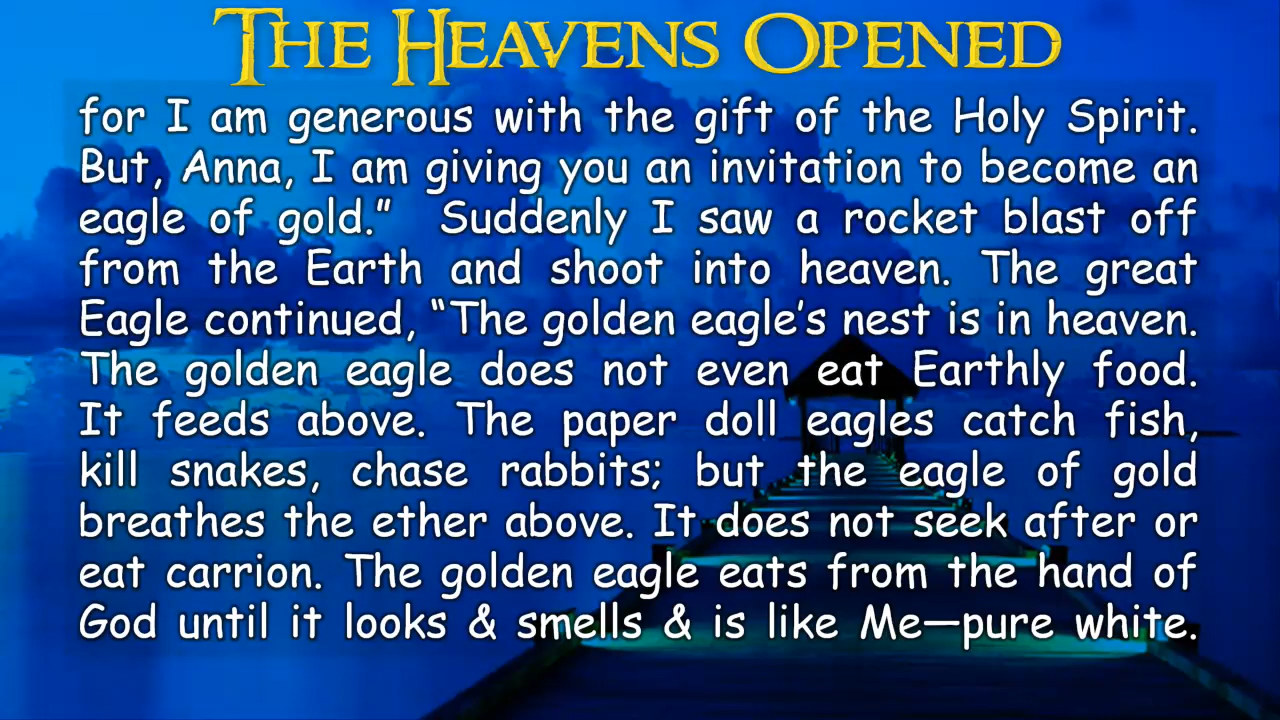 The Heavens Opened
for I am generous with the gift of the Holy Spirit.
But, Anna, I am giving you an invitation to become an
eagle of gold.” Suddenly I saw a rocket blast off
from the Earth and shoot into heaven. The great
Eagle continued, “The golden eagle’s nest is in heaven.
The golden eagle does not even eat Earthly food.
It feeds above. The paper doll eagles catch fish,
kill snakes, chase rabbits; but the eagle of gold
breathes the ether above. It does not seek after or
eat carrion. The golden eagle eats from the hand of
God until it looks & smells & is like Me—pure white.